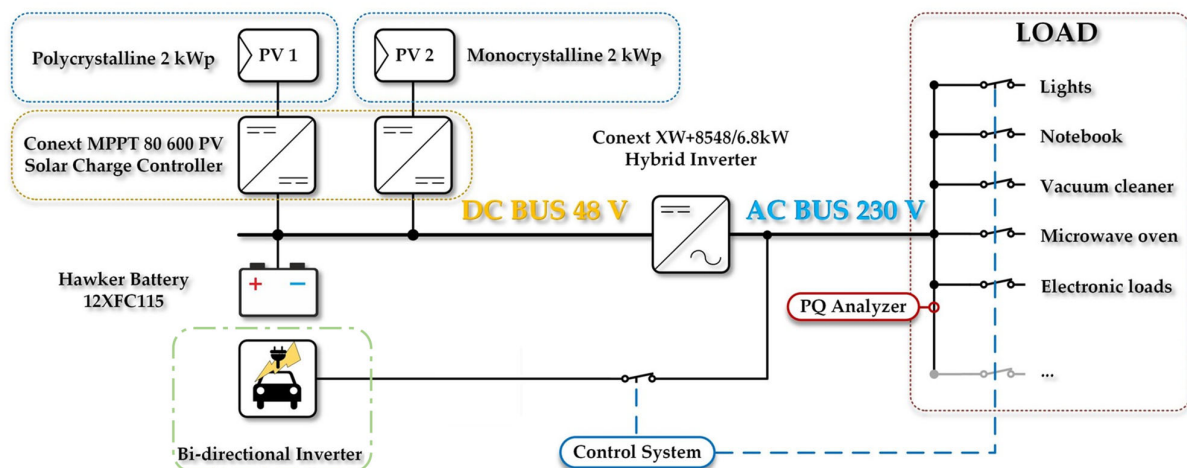 LOAD
Polycrystalline 2 kWp
PV 1
PV 2
Monocrystalline 2 kWp
Lights
Conext MPPT 80 600 PV
Solar Charge Controller
Conext XW+8548/6.8kW
Hybrid Inverter
Notebook
Vacuum cleaner
DC BUS 48 V
AC BUS 230 V
Microwave oven
Hawker Battery
12XFC115
+ −
Electronic loads
PQ Analyzer
...
Bi-directional Inverter
Control System